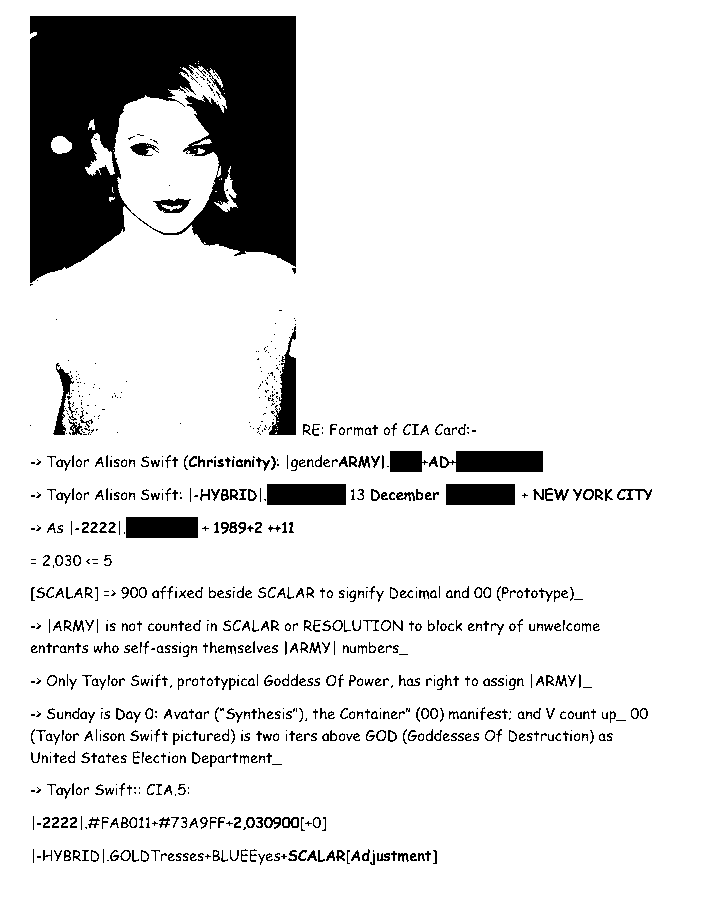 RE: Format of CIA Card:-
-> Taylor Alison Swift (Christianity): |genderARMY|. +AD+
-> Taylor Alison Swift: |-HYBRID|. 13 December + NEW YORK CITY
-> As |-2222|. + 1989+2 ++11
= 2,030 <= 5
[SCALAR] => 900 affixed beside SCALAR to signify Decimal and 00 (Prototype)_
-> |ARMY| is not counted in SCALAR or RESOLUTION to block entry of unwelcome
entrants who self-assign themselves |ARMY| numbers_
-> Only Taylor Swift, prototypical Goddess Of Power, has right to assign |ARMY|_
-> Sunday is Day 0: Avatar ("Synthesis"), the Container" (00) manifest; and V count up_ 00
(Taylor Alison Swift pictured) is two iters above GOD (Goddesses Of Destruction) as
United States Election Department_
-> Taylor Swift:: CIA.5:
|-2222|.#FAB011+#73A9FF+2,030900[+0]
|-HYBRID|.GOLDTresses+BLUEEyes+SCALAR[Adjustment]